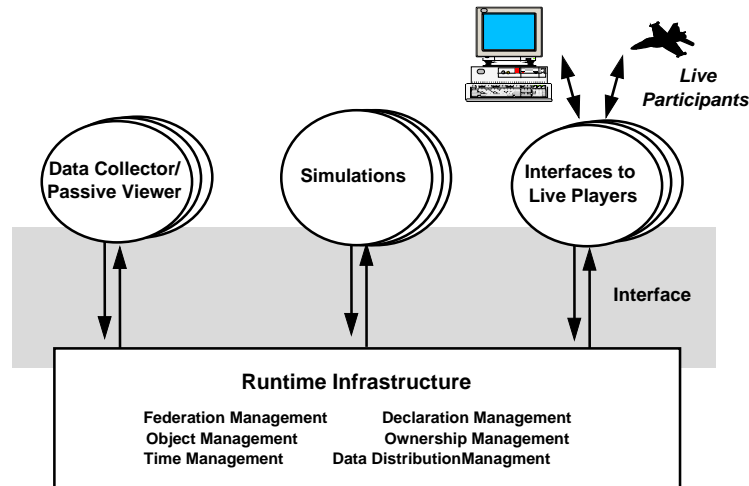 Live
Participants
Data Collector/
Passive Viewer
Simulations
Interfaces to
Live Players
Interface
Runtime Infrastructure
Federation Management Declaration Management
Object Management Ownership Management
Time Management Data DistributionManagment